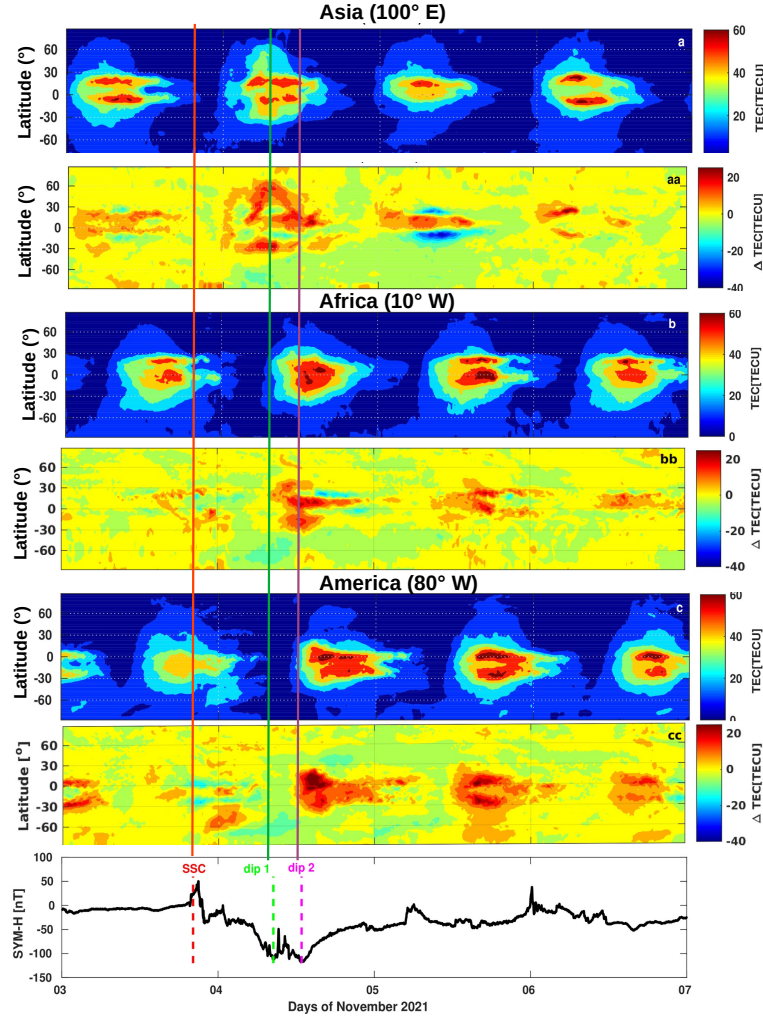 Asia (100° E)
a
Latitude (°)
60
30
0
-30
-60
60
40
20
TEC[TECU]
aa
Latitude (°)
60
30
0
-30
-60
20
0
-20
-40
Δ TEC[TECU]
Africa (10° W)
b
Latitude (°)
60
30
0
-30
-60
60
40
20
0
TEC[TECU]
bb
Latitude (°)
60
30
0
-30
-60
20
0
-20
-40
Δ TEC[TECU]
America (80° W)
c
Latitude (°)
60
30
0
-30
-60
60
40
20
0
TEC[TECU]
cc
Latitude [°]
60
30
0
-30
-60
20
0
-20
-40
Δ TEC[TECU]
SSC
dip 1
dip 2
SYM-H [nT]
100
50
0
-50
-100
-150
03
04
05
06
07
Days of November 2021